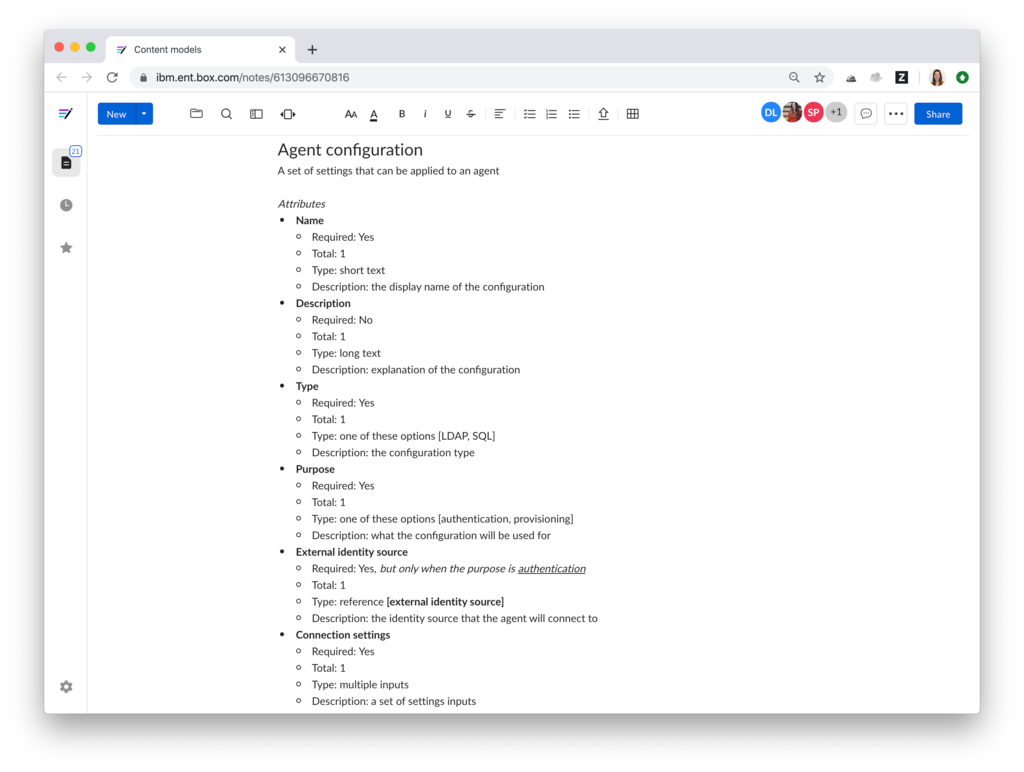 Content models
ibm.ent.box.com/notes/613096670816
Z
New
AA A B i U S
DL SP +1
Share
21
Agent configuration
A set of settings that can be applied to an agent
Attributes
• Name
Required: Yes
Total: 1
Type: short text
Description: the display name of the configuration
• Description
Required: No
Total: 1
Type: long text
Description: explanation of the configuration
• Type
Required: Yes
Total: 1
Type: one of these options [LDAP, SQL]
Description: the configuration type
• Purpose
Required: Yes
Total: 1
Type: one of these options [authentication, provisioning]
Description: what the configuration will be used for
• External identity source
Required: Yes, but only when the purpose is authentication
Total: 1
Type: reference [external identity source]
Description: the identity source that the agent will connect to
• Connection settings
Required: Yes
Total: 1
Type: multiple inputs
Description: a set of settings inputs